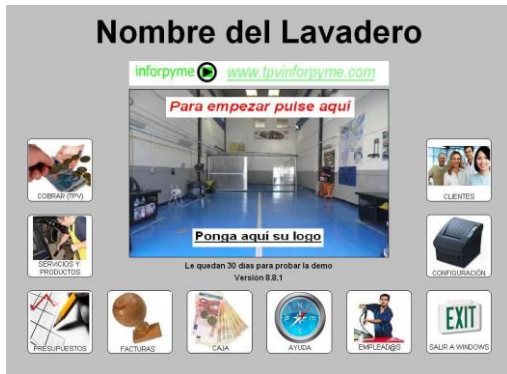 Nombre del Lavadero
inforpyme www.tpvinforpyme.com
Para empezar pulse aquí
Ponga aquí su logo
Le quedan 30 días para probar la demo
Versión 8.8.1
COBRAR (TPV)
CLIENTES
SERVICIOS Y
PRODUCTOS
CONFIGURACIÓN
PRESUPUESTOS
FACTURAS
CAJA
AYUDA
EMPLEAD@S
EXIT
SALIR A WINDOWS